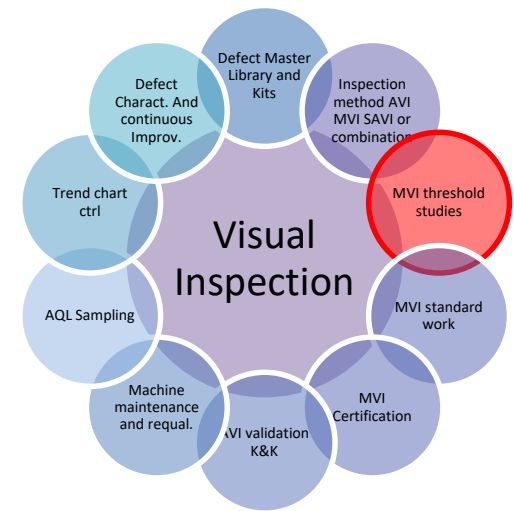 Defect Master
Library and
Kits
Inspection
method AVI
MVI SAVI or
combination
MVI threshold
studies
MVI standard
work
MVI
Certification
AVI validation
K&K
Machine
maintenance
and requal.
AQL Sampling
Trend chart
ctrl
Defect
Charact. And
continuous
Improv.
Visual
Inspection